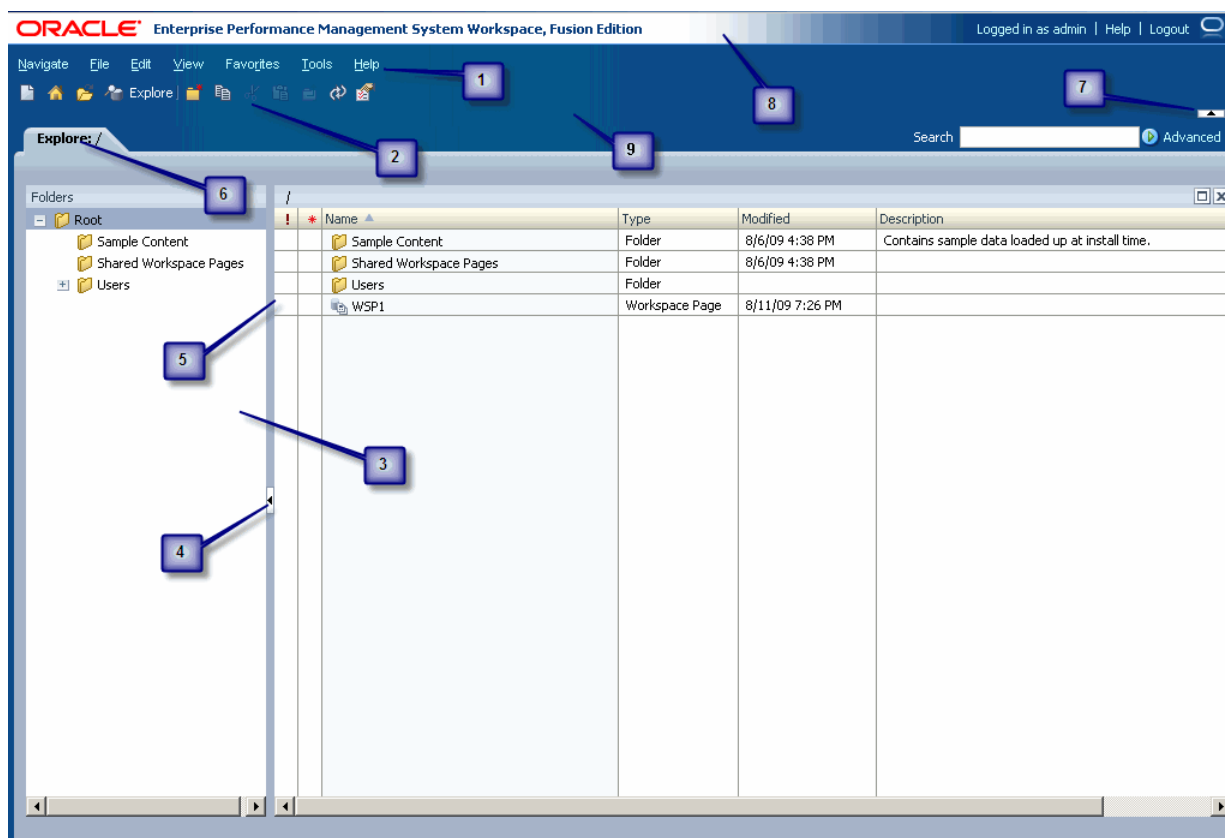 ORACLE Enterprise Performance Management System Workspace, Fusion Edition Logged in as admin | Help | Logout
Navigate File Edit View Favorites Tools Help
1
7
8
Explore
2
9
Explore: /
Search Advanced
6
Folders
/
Root
! * Name Type Modified Description
Sample Content
Sample Content Folder 8/6/09 4:38 PM Contains sample data loaded up at install time.
Shared Workspace Pages
Shared Workspace Pages Folder 8/6/09 4:38 PM
Users
Users Folder
WSP1 Workspace Page 8/11/09 7:26 PM
5
3
4